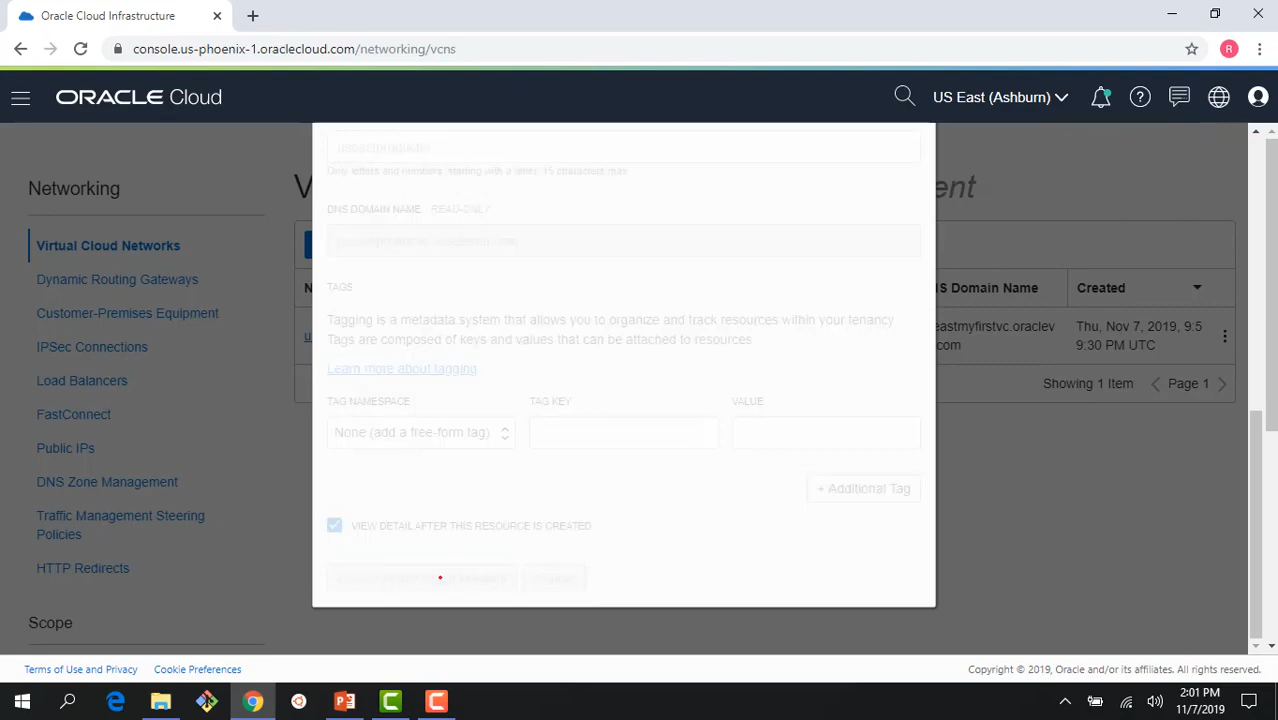 Oracle Cloud Infrastructure
console.us-phoenix-1.oraclecloud.com/networking/vcns
R
ORACLE Cloud
US East (Ashburn)
Networking
Virtual Cloud Networks
Dynamic Routing Gateways
Customer-Premises Equipment
IPSec Connections
Load Balancers
FastConnect
Public IPs
DNS Zone Management
Traffic Management Steering
Policies
HTTP Redirects
Scope
Only letters and numbers, starting with a letter. 15 characters max.
DNS DOMAIN NAME READ-ONLY
TAGS
Tagging is a metadata system that allows you to organize and track resources within your tenancy
Tags are composed of keys and values that can be attached to resources
Learn more about tagging
TAG NAMESPACE
TAG KEY
VALUE
None (add a free-form tag)
+ Additional Tag
VIEW DETAIL AFTER THIS RESOURCE IS CREATED
S Domain Name
Created
eastmyfirstvc.oraclev
com
Thu, Nov 7, 2019, 9:5
9:30 PM UTC
Showing 1 Item
Page 1
Terms of Use and Privacy
Cookie Preferences
Copyright © 2019, Oracle and/or its affiliates. All rights reserved.
2:01 PM
11/7/2019